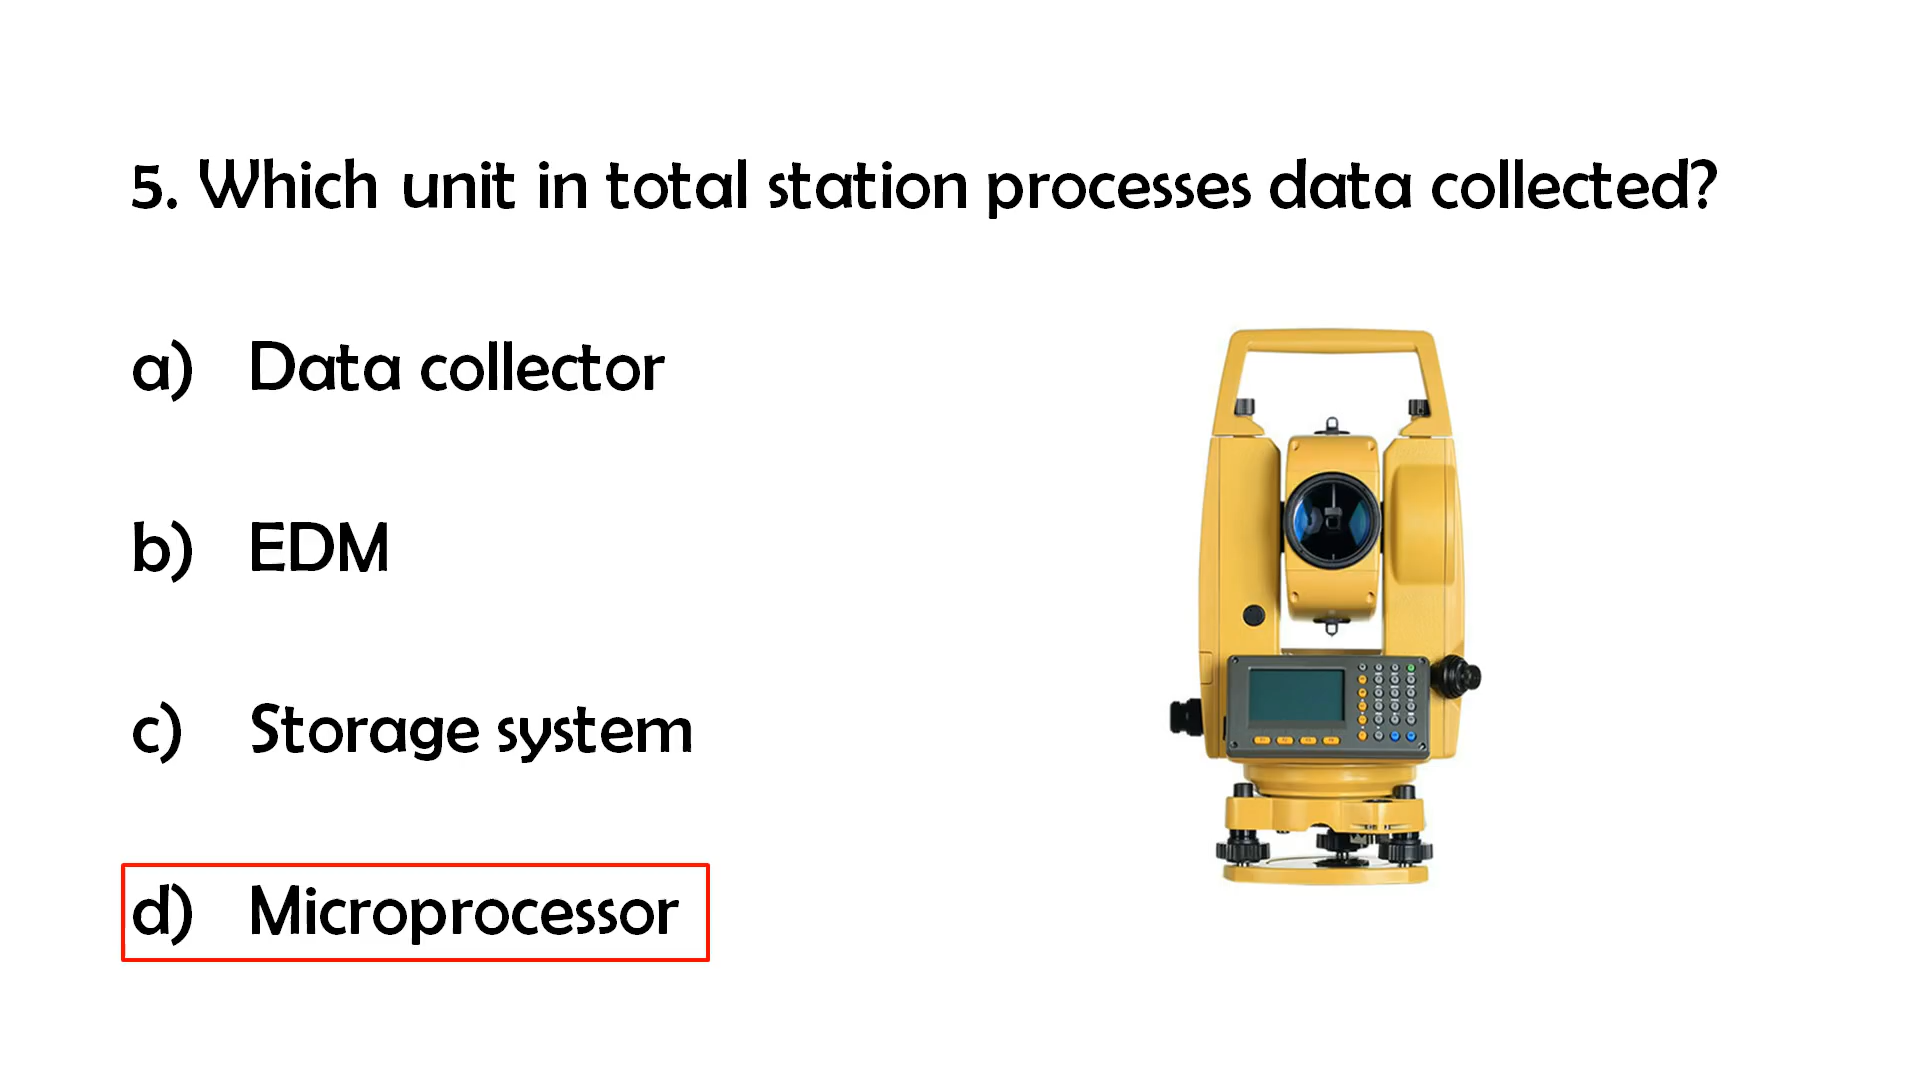 5. Which unit in total station processes data collected?
a) Data collector
b) EDM
c) Storage system
d) Microprocessor